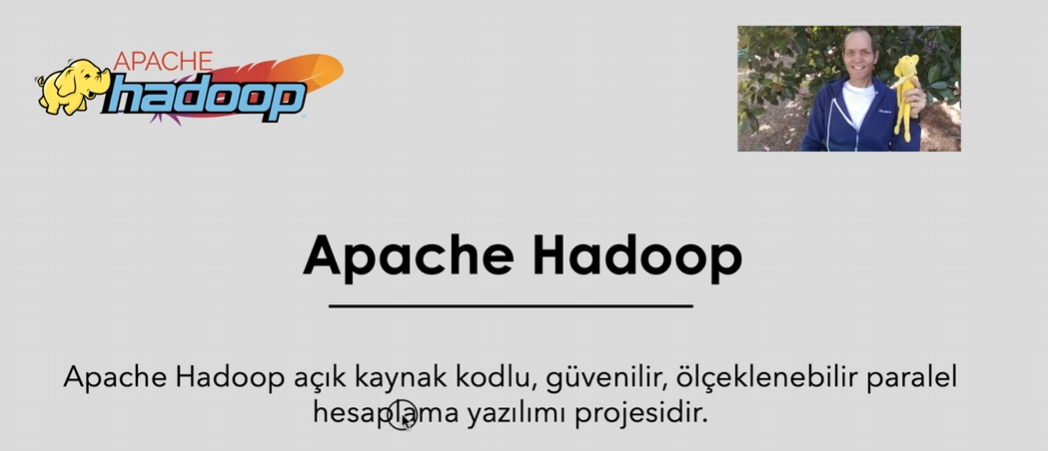 APACHE
hadoop
Apache Hadoop
Apache Hadoop açık kaynak kodlu, güvenilir, ölçeklenebilir paralel
hesaplama yazılımı projesidir.